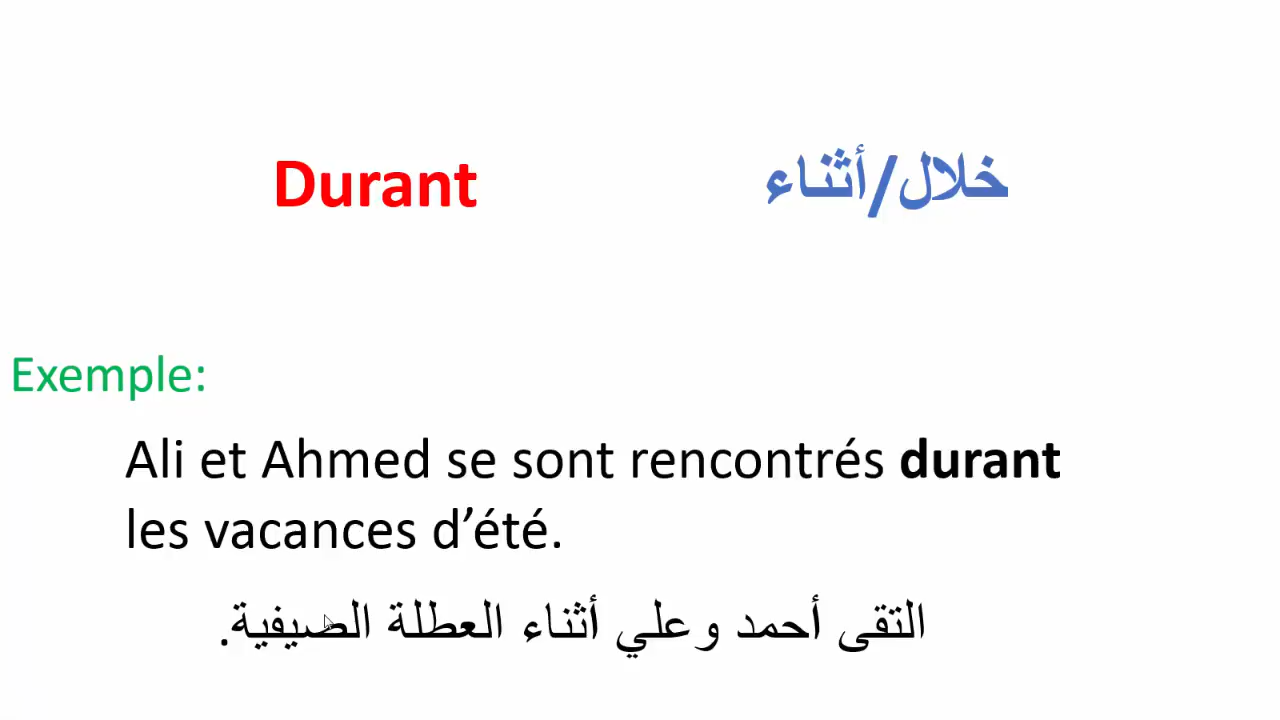 Durant
خلال/أثناء
Exemple:
Ali et Ahmed se sont rencontrés durant
les vacances d’été.
التقى أحمد وعلي أثناء العطلة الصيفية.